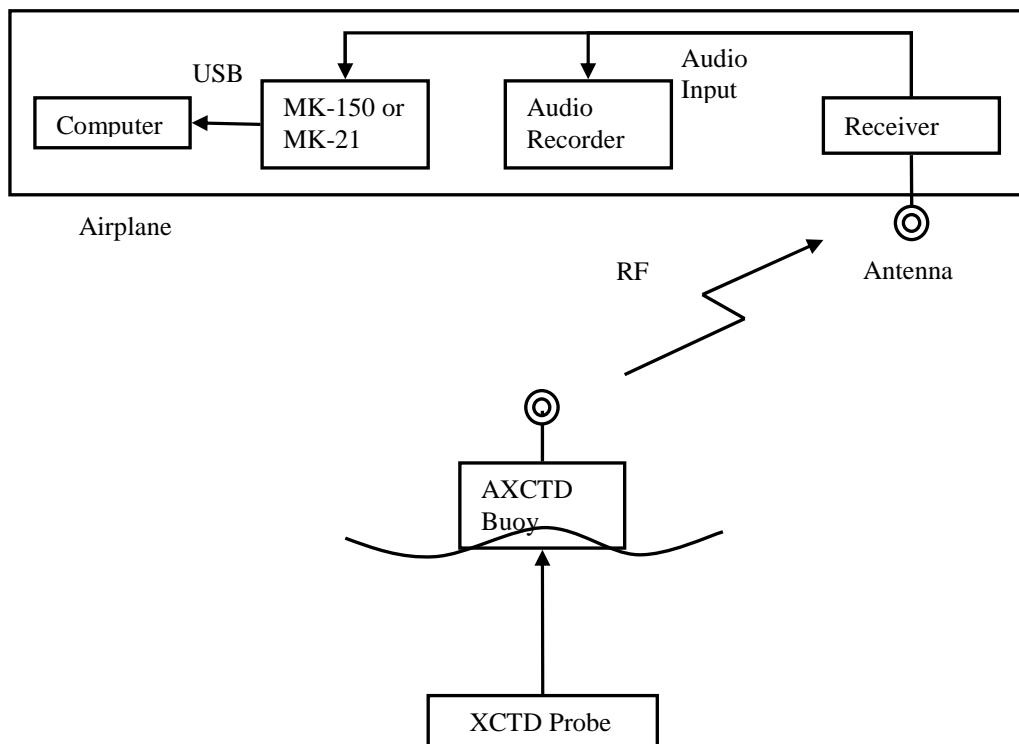 USB
Audio
Input
Computer
MK-150 or
MK-21
Audio
Recorder
Receiver
Airplane
RF
Antenna
AXCTD
Buoy
XCTD Probe